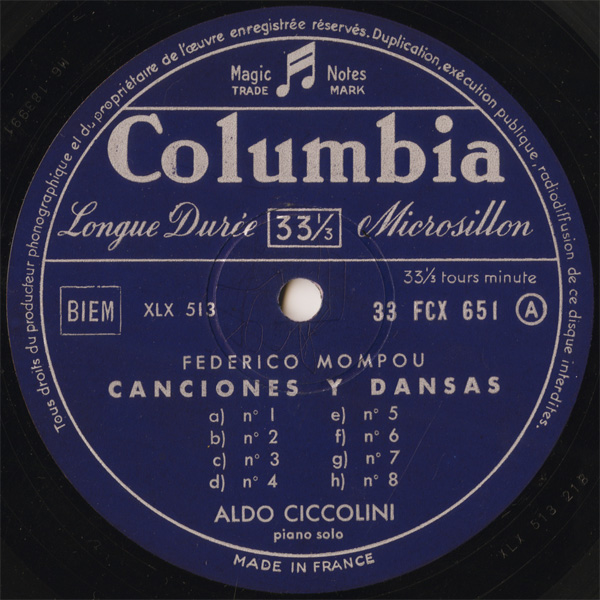 Tous droits du producteur phonographique et du propriétaire de l'œuvre enregistrée réservés. Duplication, exécution publique, radiodiffusion de ce disque interdites.
Magic Notes
TRADE MARK
Columbia
Longue Durée 33⅓ Microsillon
33⅓ tours minute
BIEM XLX 513 33 FCX 651 A
FEDERICO MOMPOU
CANCIONES Y DANSAS
a) n° 1 e) n° 5
b) n° 2 f) n° 6
c) n° 3 g) n° 7
d) n° 4 h) n° 8
ALDO CICCOLINI
piano solo
MADE IN FRANCE
XLX 513 21B